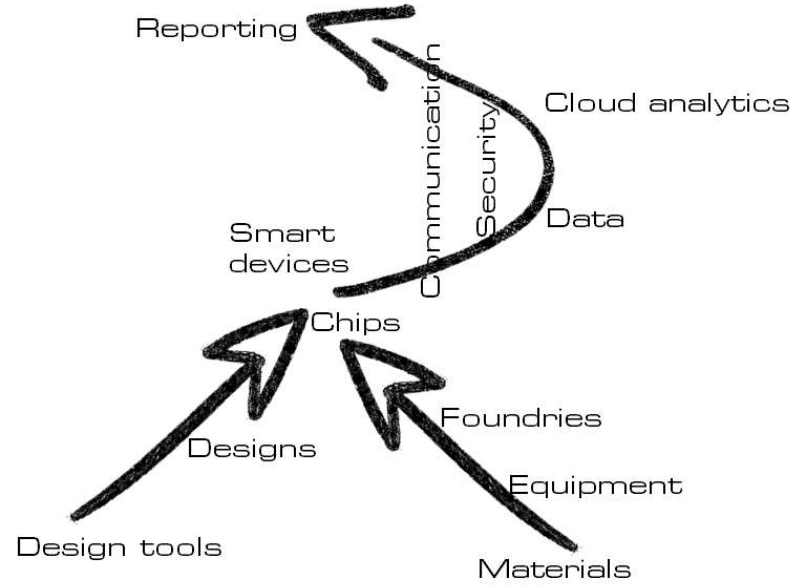 Reporting
Communication
Security
Cloud analytics
Data
Smart
devices
Chips
Foundries
Designs
Equipment
Design tools
Materials